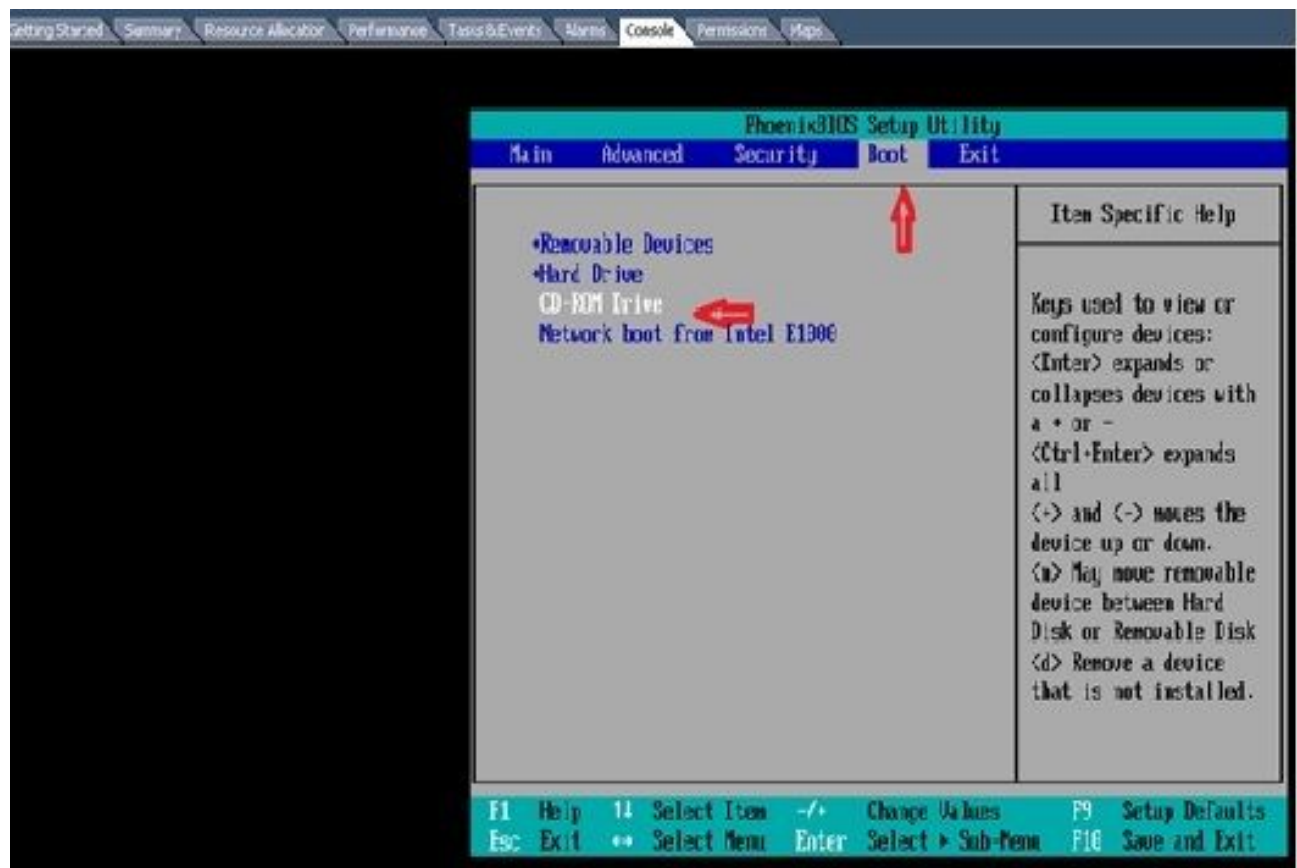 Getting Started Summary Resource Allocation Performance Tasks & Events Alarms Console Permissions Maps
PhoenixBIOS Setup Utility
Main Advanced Security Boot Exit
Item Specific Help
+Removable Devices
+Hard Drive
CD-ROM Drive
Network boot from Intel E1000
Keys used to view or
configure devices:
<Enter> expands or
collapses devices with
a + or -
<Ctrl+Enter> expands
all
<+> and <-> moves the
device up or down.
<n> May move removable
device between Hard
Disk or Removable Disk
<d> Remove a device
that is not installed.
F1 Help ↑↓ Select Item -/+ Change Values F9 Setup Defaults
Esc Exit ↔ Select Menu Enter Select ▶ Sub-Menu F10 Save and Exit